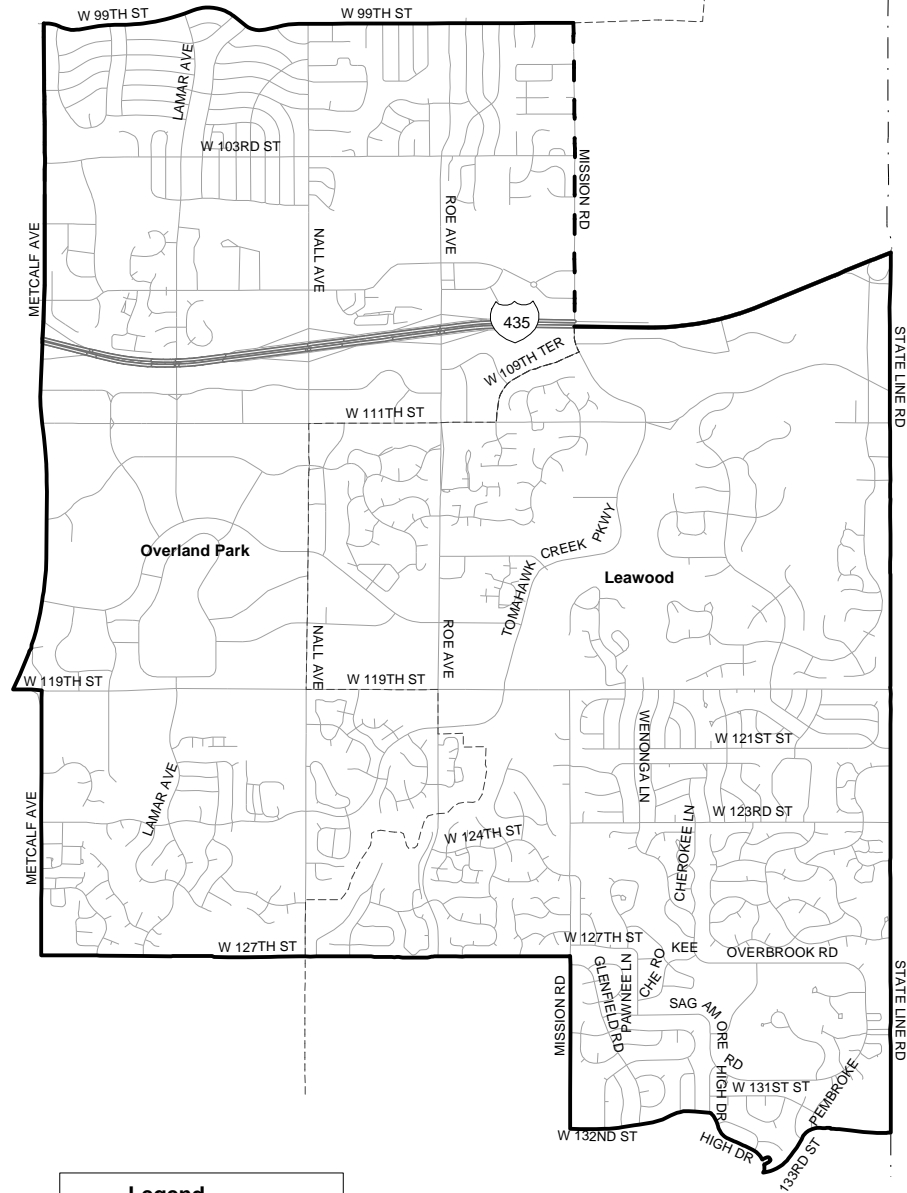 W 99TH ST
W 99TH ST
LAMAR AVE
W 103RD ST
MISSION RD
METCALF AVE
NALL AVE
ROE AVE
435
W 109TH TER
STATE LINE RD
W 111TH ST
Overland Park
TOMAHAWK CREEK PKWY
Leawood
NALL AVE
ROE AVE
W 119TH ST
W 119TH ST
WENONGA LN
W 121ST ST
LAMAR AVE
METCALF AVE
W 123RD ST
W 124TH ST
CHEROKEE LN
W 127TH ST
W 127TH ST
CHEROKEE
OVERBROOK RD
MISSION RD
GLENFIELD RD
PAWNEE LN
SAGAMORE RD
STATE LINE RD
HIGH DR
W 131ST ST
PEMBROKE
W 132ND ST
HIGH DR
133RD ST
Legend